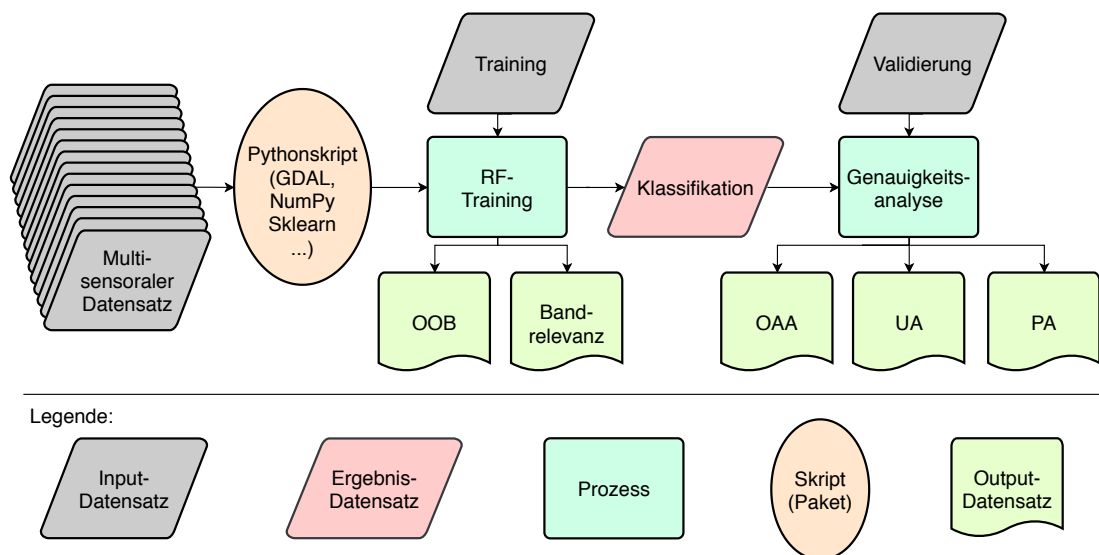 Training
Validierung
Multi-
sensoraler
Datensatz
Pythonskript
(GDAL,
NumPy
Sklearn
...)
RF-
Training
Klassifikation
Genauigkeits-
analyse
OOB
Band-
relevanz
OAA
UA
PA
Legende:
Input-
Datensatz
Ergebnis-
Datensatz
Prozess
Skript
(Paket)
Output-
Datensatz